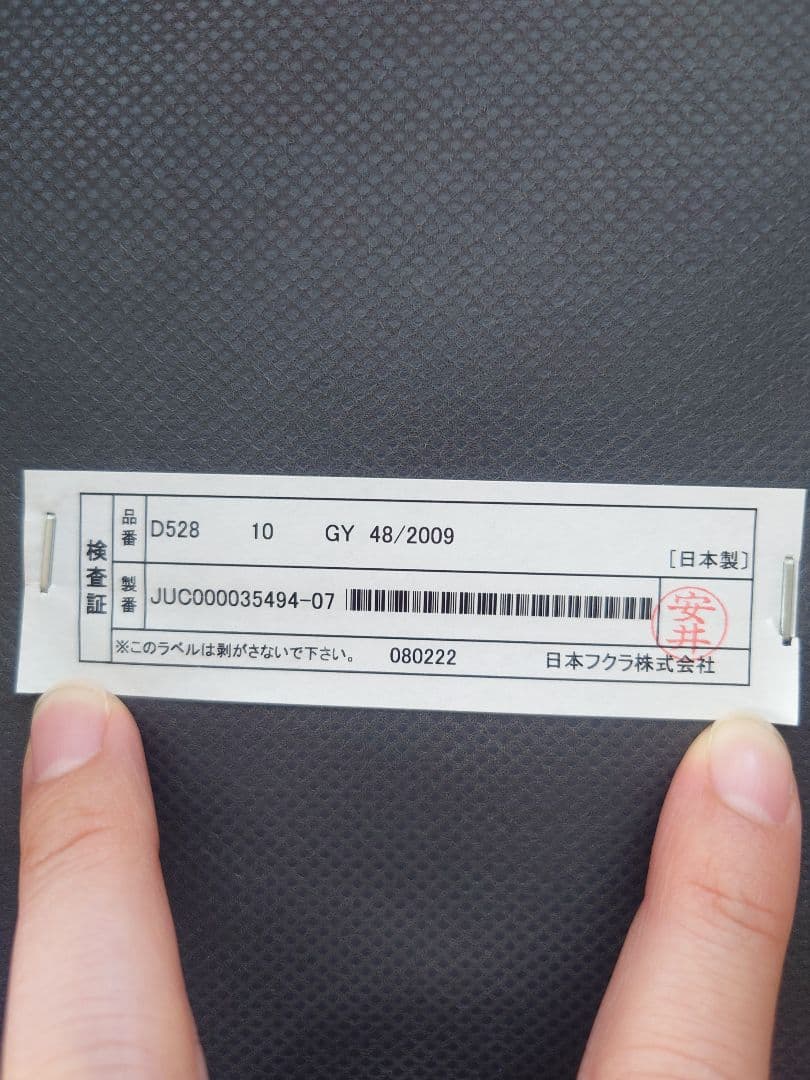 検査証
品番 D528 10 GY 48/2009
[日本製]
製番 JUC000035494-07
安井
※このラベルは剥がさないで下さい。 080222 日本フクラ株式会社